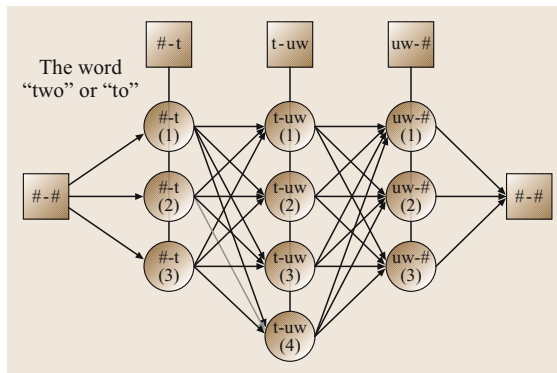 #-t
t-uw
uw-#
The word
“two” or “to”
#-t
(1)
t-uw
(1)
uw-#
(1)
#-#
#-t
(2)
t-uw
(2)
uw-#
(2)
#-#
#-t
(3)
t-uw
(3)
uw-#
(3)
t-uw
(4)